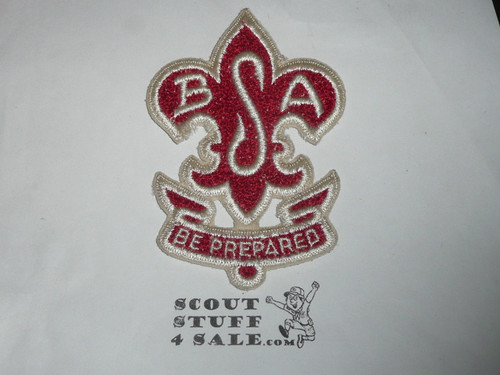 BSA
BE PREPARED
SCOUT
STUFF
4 SALE.COM